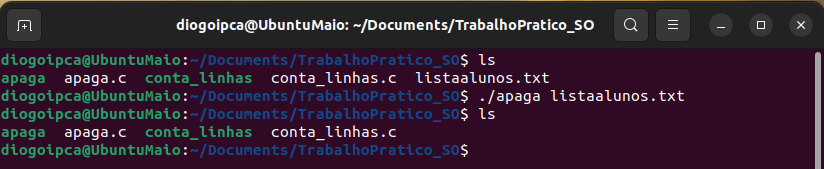 diogoipca@UbuntuMaio: ~/Documents/TrabalhoPratico_SO
diogoipca@UbuntuMaio:~/Documents/TrabalhoPratico_SO$ ls
apaga  apaga.c  conta_linhas  conta_linhas.c  listaalunos.txt
diogoipca@UbuntuMaio:~/Documents/TrabalhoPratico_SO$ ./apaga listaalunos.txt
diogoipca@UbuntuMaio:~/Documents/TrabalhoPratico_SO$ ls
apaga  apaga.c  conta_linhas  conta_linhas.c
diogoipca@UbuntuMaio:~/Documents/TrabalhoPratico_SO$